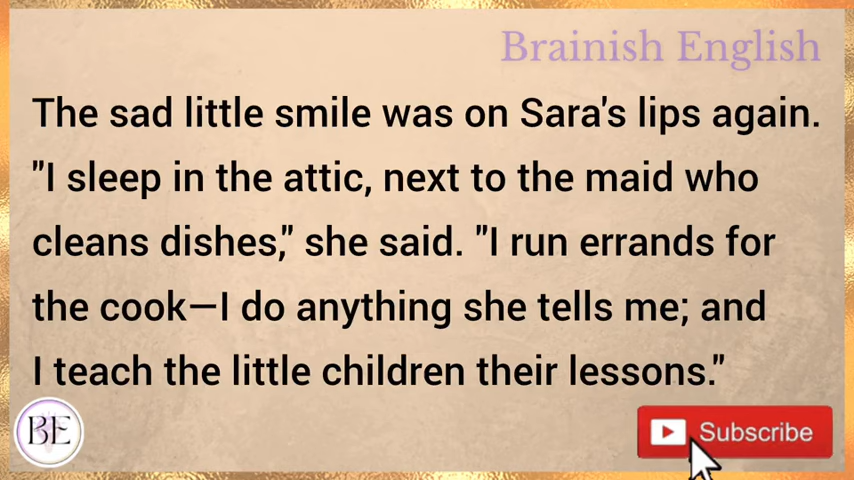 Brainish English
The sad little smile was on Sara's lips again.
"I sleep in the attic, next to the maid who
cleans dishes," she said. "I run errands for
the cook—I do anything she tells me; and
I teach the little children their lessons."
BE
Subscribe